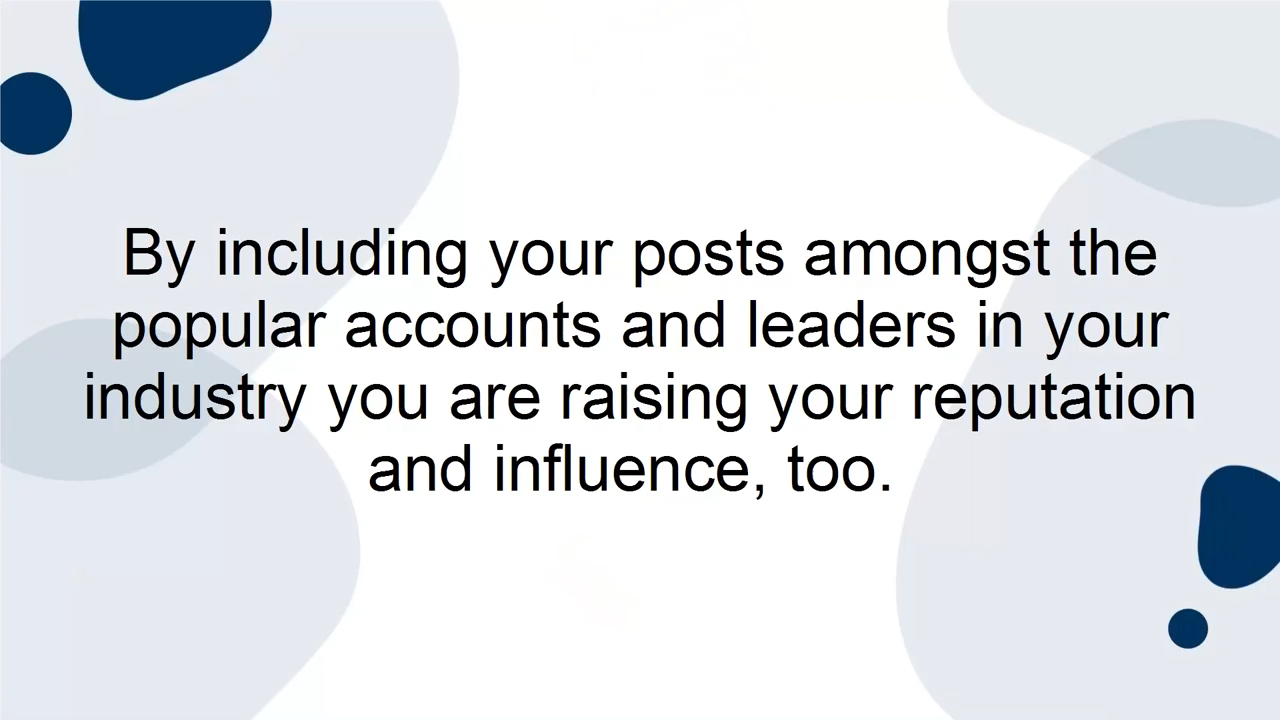 By including your posts amongst the
popular accounts and leaders in your
industry you are raising your reputation
and influence, too.